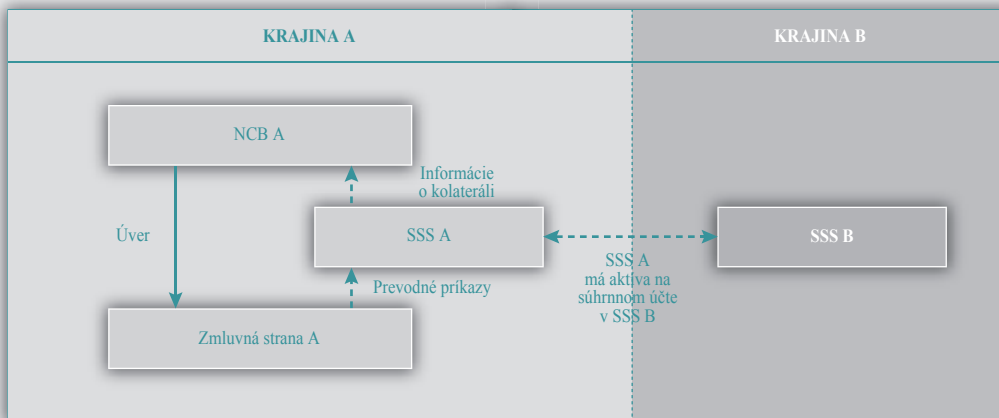 KRAJINA A
KRAJINA B
NCB A
Informácie
o kolateráli
Úver
SSS A
SSS B
SSS A
má aktíva na
súhrnnom účte
v SSS B
Prevodné príkazy
Zmluvná strana A